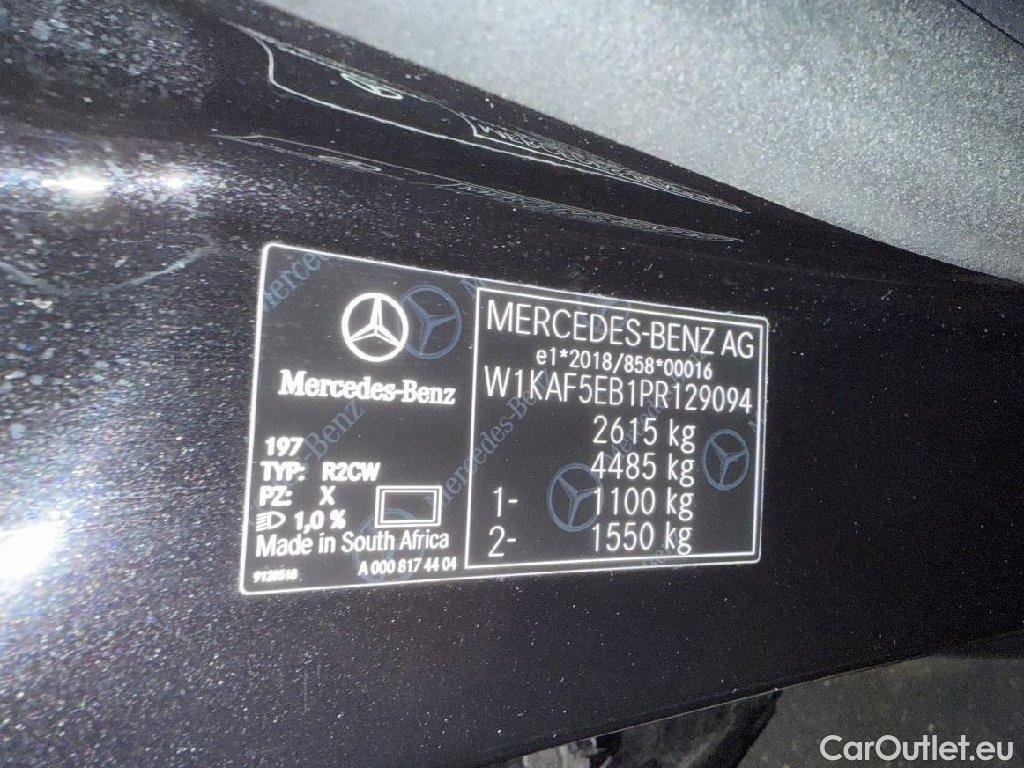 Mercedes-Benz
197
TYP: R2CW
PZ: X
1,0 %
Made in South Africa
A 000 817 44 04
MERCEDES-BENZ AG
e1*2018/858*00016
W1KAF5EB1PR129094
2615 kg
4485 kg
1- 1100 kg
2- 1550 kg
CarOutlet.eu